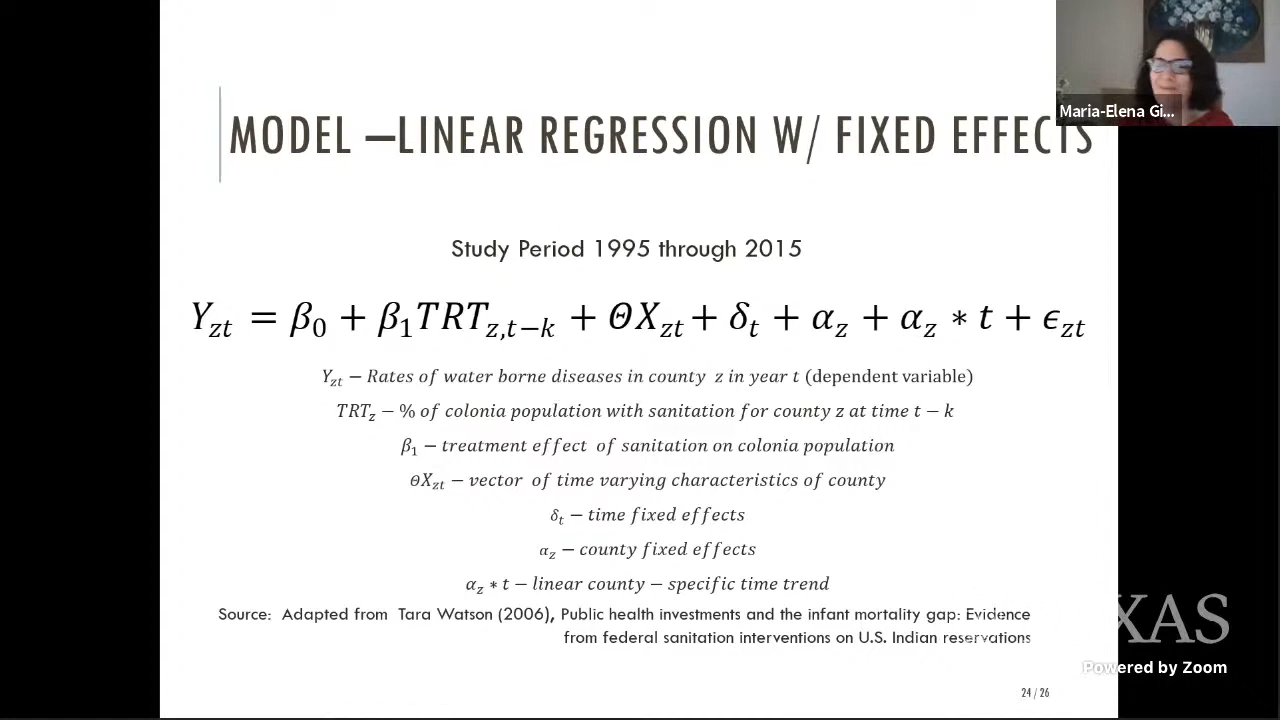 MODEL –LINEAR REGRESSION W/ FIXED EFFECTS
Maria-Elena Gi...
Study Period 1995 through 2015
Y_zt = β_0 + β_1TRT_z,t−k + ΘX_zt + δ_t + α_z + α_z ∗ t + ϵ_zt
Y_zt − Rates of water borne diseases in county z in year t (dependent variable)
TRT_z − % of colonia population with sanitation for county z at time t − k
β_1 − treatment effect of sanitation on colonia population
ΘX_zt − vector of time varying characteristics of county
δ_t − time fixed effects
α_z − county fixed effects
α_z ∗ t − linear county − specific time trend
Source: Adapted from Tara Watson (2006), Public health investments and the infant mortality gap: Evidence
from federal sanitation interventions on U.S. Indian reservations
XAS
Powered by Zoom
24 / 26